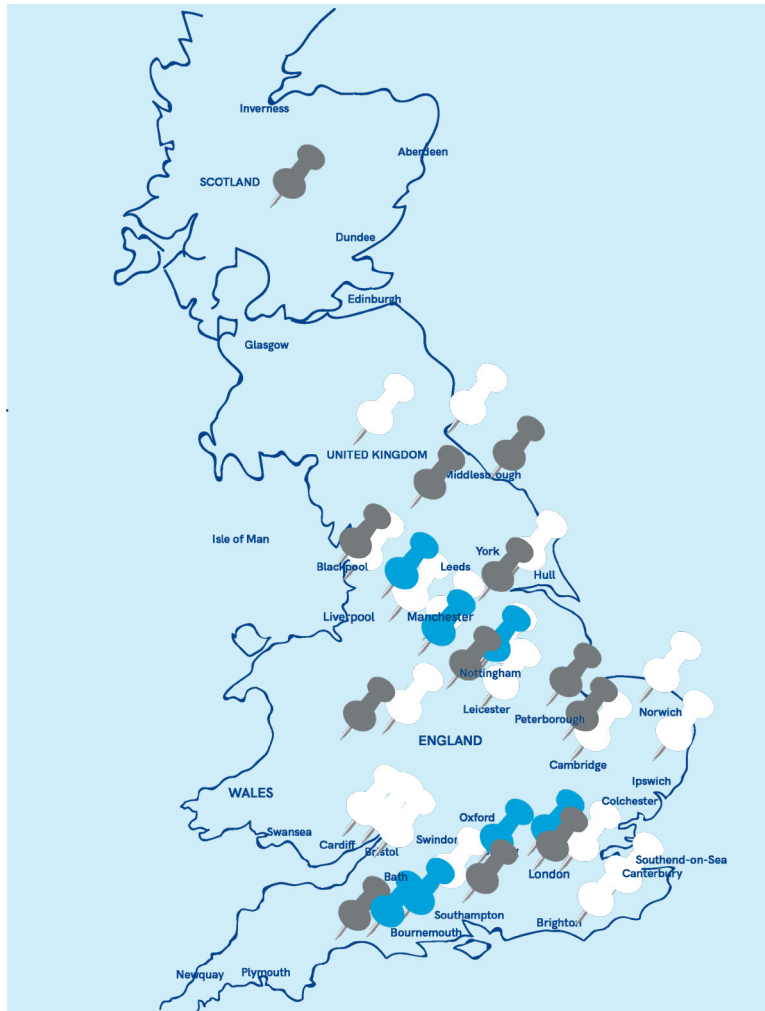 Inverness
Aberdeen
SCOTLAND
Dundee
Edinburgh
Glasgow
UNITED KINGDOM
Middlesbrough
Isle of Man
York
Blackpool
Leeds
Hull
Liverpool
Manchester
Nottingham
Leicester
Norwich
Peterborough
ENGLAND
Cambridge
Ipswich
WALES
Colchester
Oxford
Swansea
Swindon
Cardiff
Bristol
Southend-on-Sea
London
Canterbury
Bath
Southampton
Brighton
Bournemouth
Newquay
Plymouth